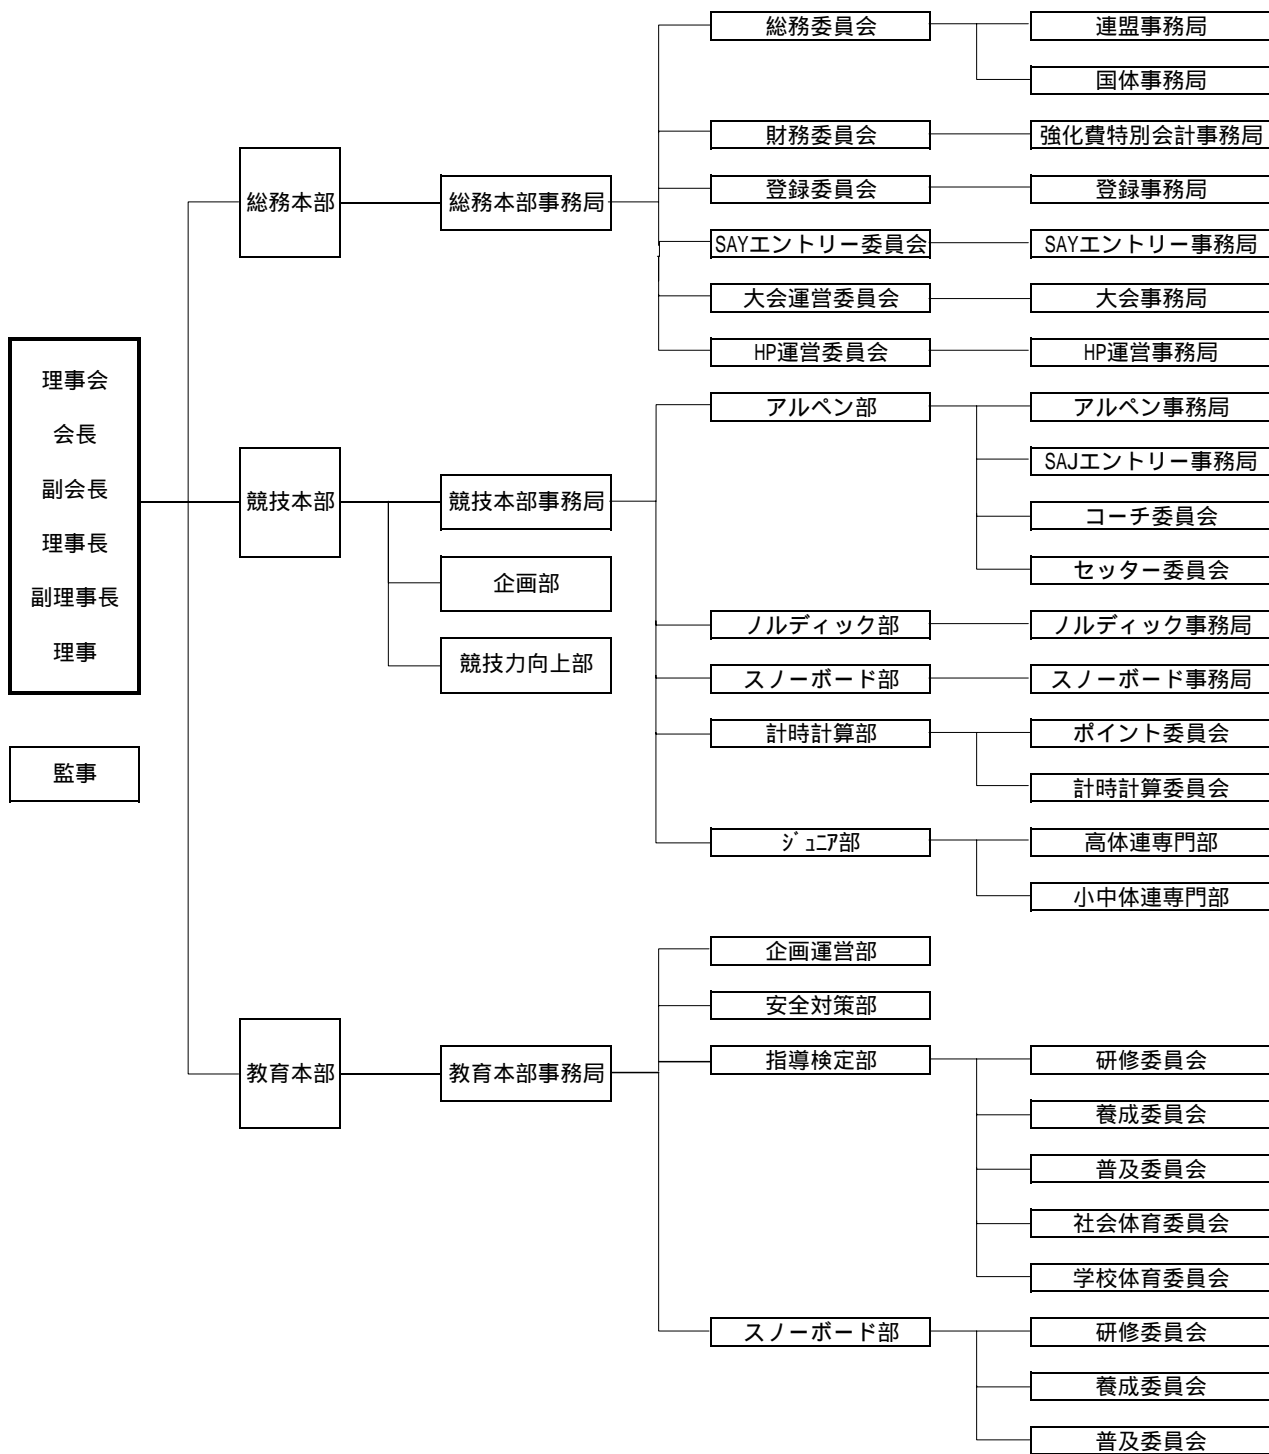 理事会
会長
副会長
理事長
副理事長
理事
監事
総務本部
総務本部事務局
総務委員会
連盟事務局
国体事務局
財務委員会
強化費特別会計事務局
登録委員会
登録事務局
SAYエントリー委員会
SAYエントリー事務局
大会運営委員会
大会事務局
HP運営委員会
HP運営事務局
競技本部
競技本部事務局
企画部
競技力向上部
アルペン部
アルペン事務局
SAJエントリー事務局
コーチ委員会
セッター委員会
ノルディック部
ノルディック事務局
スノーボード部
スノーボード事務局
計時計算部
ポイント委員会
計時計算委員会
ｼﾞｭﾆｱ部
高体連専門部
小中体連専門部
教育本部
教育本部事務局
企画運営部
安全対策部
指導検定部
研修委員会
養成委員会
普及委員会
社会体育委員会
学校体育委員会
スノーボード部
研修委員会
養成委員会
普及委員会